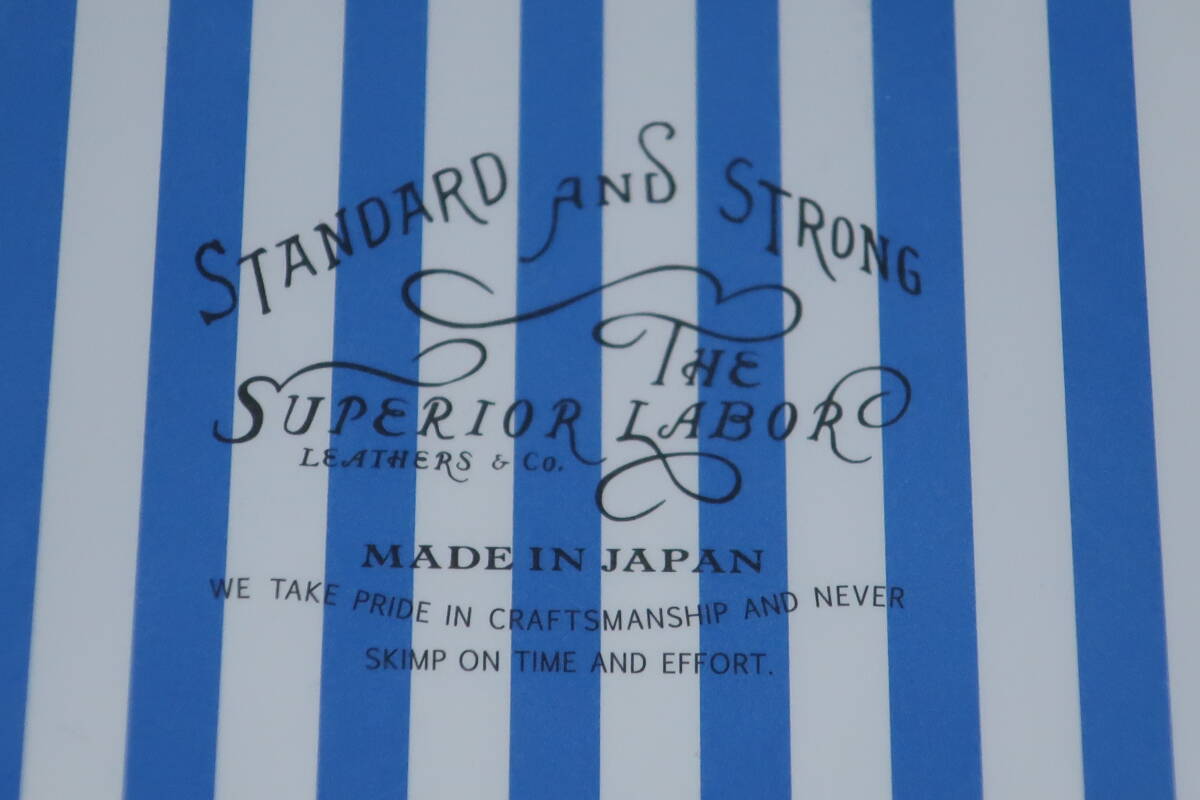 STANDARD AND STRONG
THE
SUPERIOR LABOR
LEATHERS & CO.
MADE IN JAPAN
WE TAKE PRIDE IN CRAFTSMANSHIP AND NEVER
SKIMP ON TIME AND EFFORT.